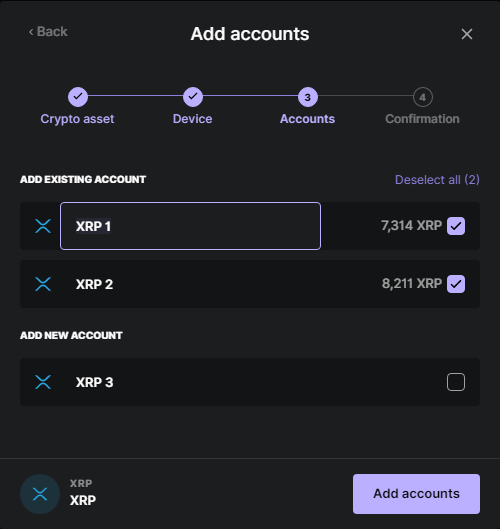 ‹ Back
Add accounts
3
4
Crypto asset
Device
Accounts
Confirmation
ADD EXISTING ACCOUNT
Deselect all (2)
XRP 1
7,314 XRP
XRP 2
8,211 XRP
ADD NEW ACCOUNT
XRP 3
XRP
XRP
Add accounts